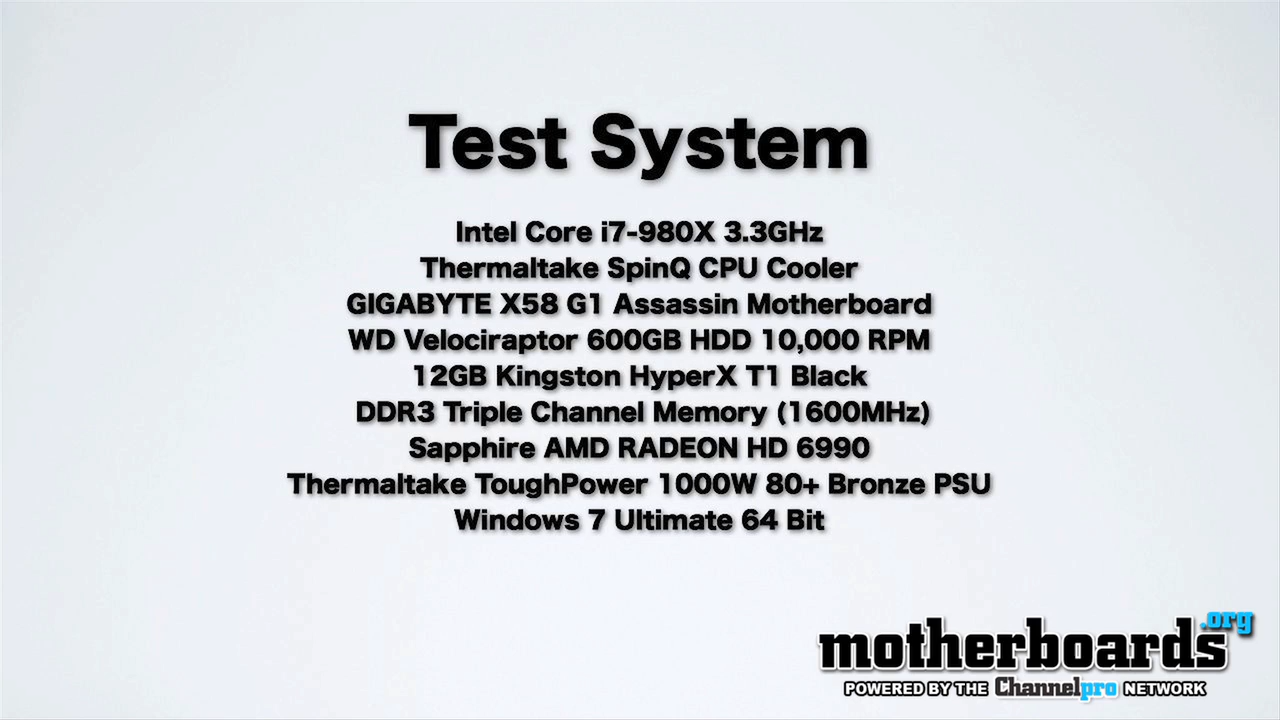 Test System
Intel Core i7-980X 3.3GHz
Thermaltake SpinQ CPU Cooler
GIGABYTE X58 G1 Assassin Motherboard
WD Velociraptor 600GB HDD 10,000 RPM
12GB Kingston HyperX T1 Black
DDR3 Triple Channel Memory (1600MHz)
Sapphire AMD RADEON HD 6990
Thermaltake ToughPower 1000W 80+ Bronze PSU
Windows 7 Ultimate 64 Bit
motherboards.org
POWERED BY THE Channelpro NETWORK